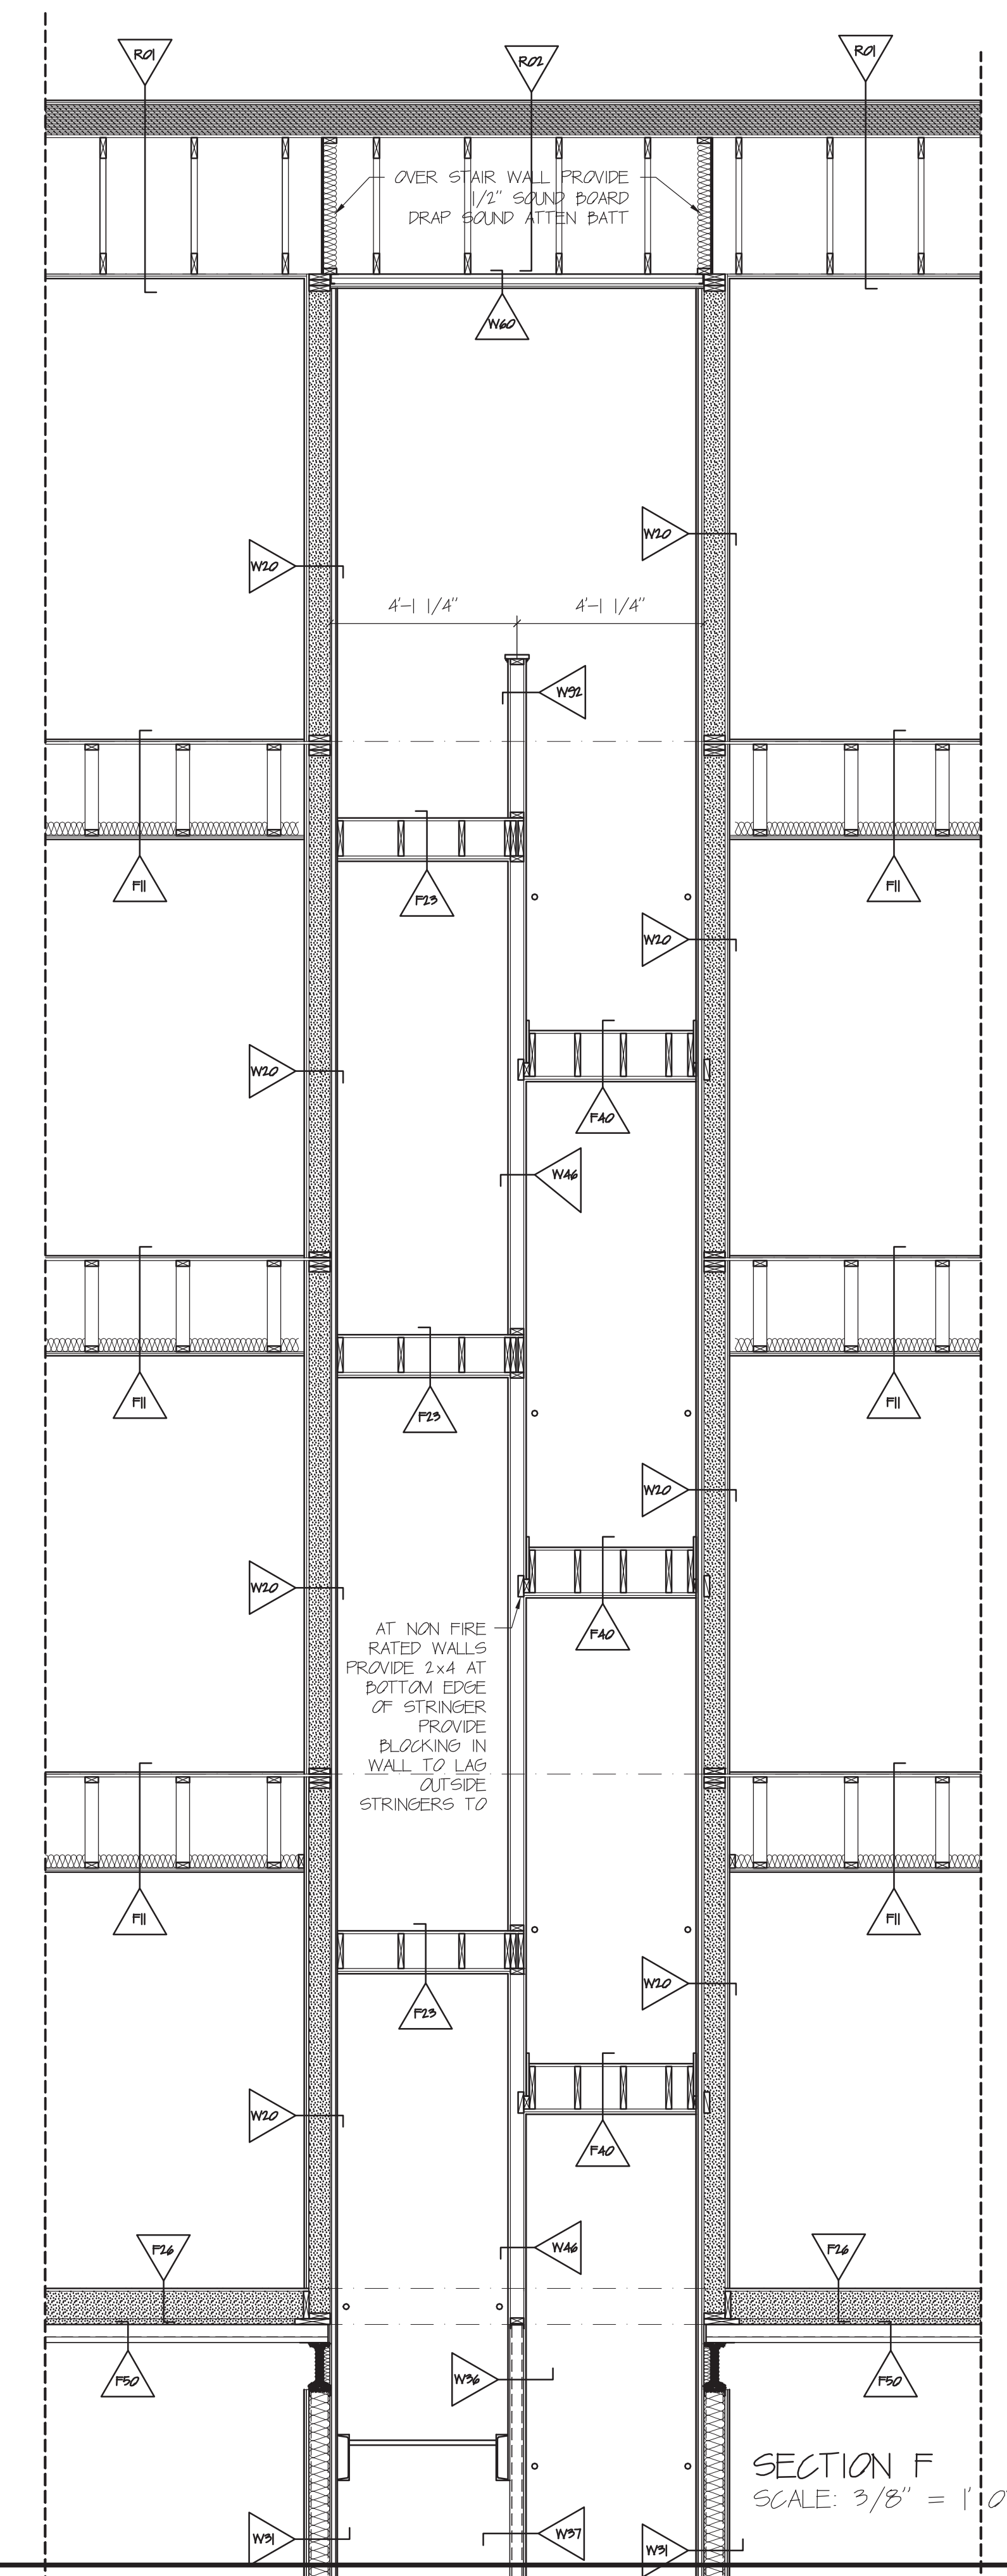 R01
R02
R01
OVER STAIR WALL PROVIDE
1/2" SOUND BOARD
DRAP SOUND ATTEN BATT
W60
W20
W20
4'-1 1/4"
4'-1 1/4"
W92
F11
F23
F11
W20
W20
F40
W46
F11
F23
F11
W20
W20
F40
AT NON FIRE
RATED WALLS
PROVIDE 2x4 AT
BOTTOM EDGE
OF STRINGER
PROVIDE
BLOCKING IN
WALL TO LAG
OUTSIDE
STRINGERS TO
F11
F11
W20
F23
W20
F40
F26
W46
F26
F50
W36
F50
SECTION F
SCALE: 3/8" = 1' 0"
W31
W37
W31